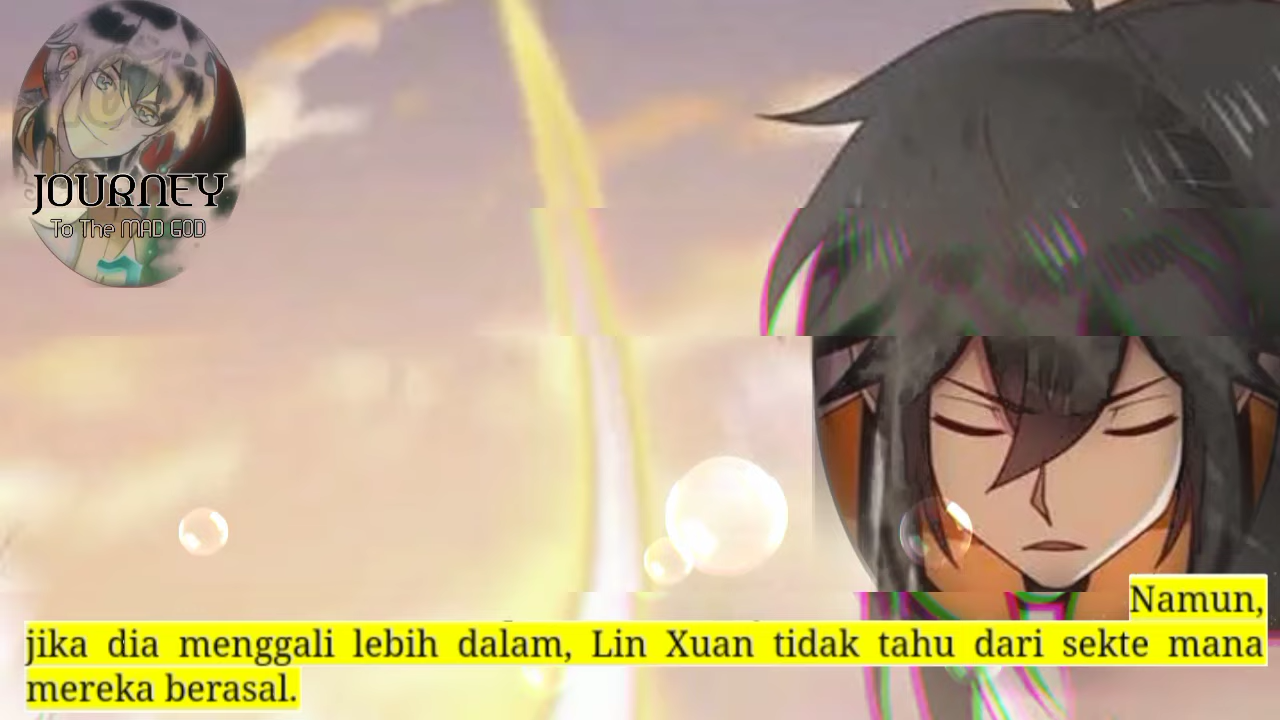 JOURNEY
To The MAD GOD
Namun,
jika dia menggali lebih dalam, Lin Xuan tidak tahu dari sekte mana
mereka berasal.